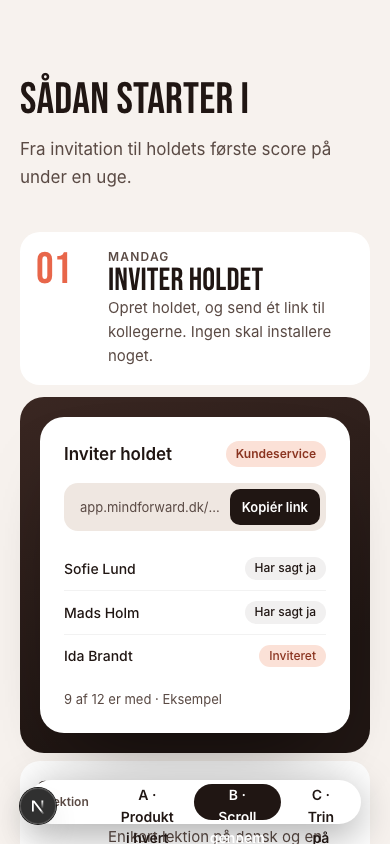 SÅDAN STARTER I
Fra invitation til holdets første score på
under en uge.
01
MANDAG
INVITER HOLDET
Opret holdet, og send ét link til
kollegerne. Ingen skal installere
noget.
Inviter holdet
Kundeservice
app.mindforward.dk/...
Kopiér link
Sofie Lund
Har sagt ja
Mads Holm
Har sagt ja
Ida Brandt
Inviteret
9 af 12 er med · Eksempel
N
A ·
Produkt
i hvert
B ·
Scroll
gennem
C ·
Trin
på